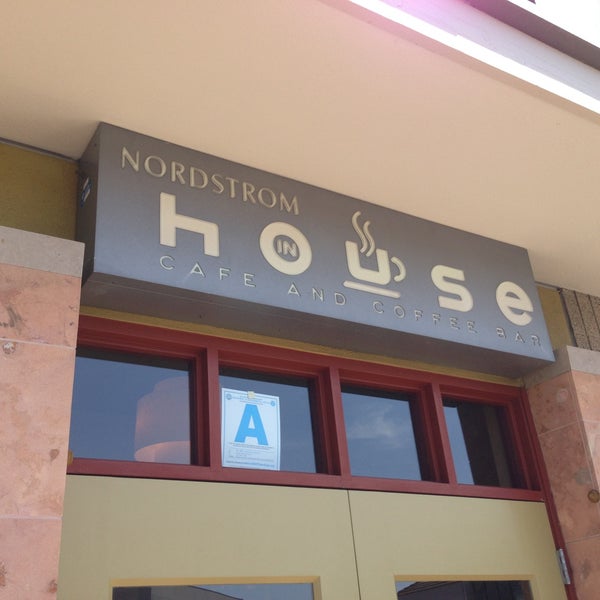 NORDSTROM
IN
house
CAFE AND COFFEE BAR
A